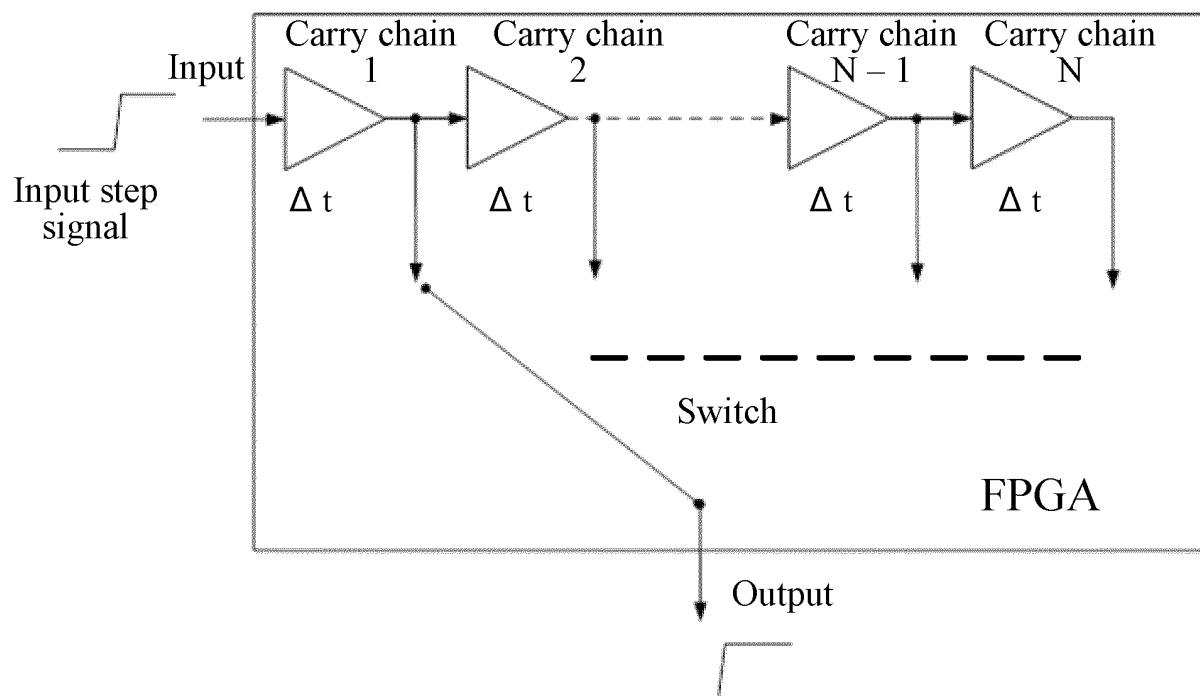 Carry chain
1
Carry chain
2
Carry chain
N – 1
Carry chain
N
Input
Input step
signal
Δ t
Δ t
Δ t
Δ t
Switch
FPGA
Output